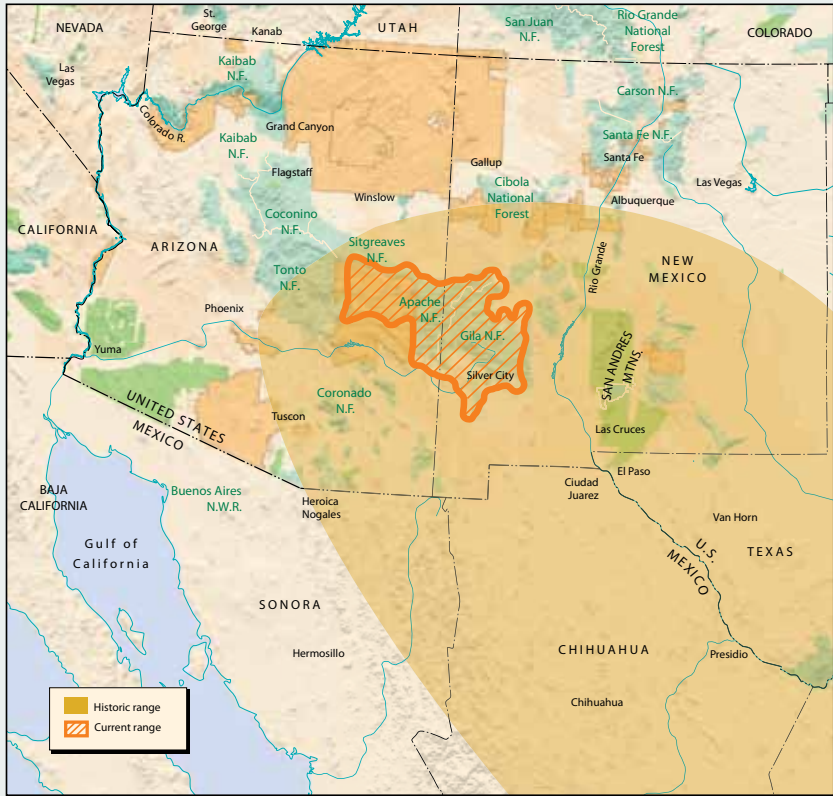 NEVADA
St.
George
Kanab
UTAH
San Juan
N.F.
Rio Grande
National
Forest
COLORADO
Las
Vegas
Kaibab
N.F.
Carson N.F.
Colorado R.
Grand Canyon
Kaibab
N.F.
Santa Fe N.F.
Santa Fe
Gallup
Flagstaff
Cibola
National
Forest
Las Vegas
Winslow
Albuquerque
CALIFORNIA
ARIZONA
Coconino
N.F.
Sitgreaves
N.F.
Tonto
N.F.
Rio Grande
NEW
MEXICO
Phoenix
Apache
N.F.
Gila N.F.
SAN ANDRES
MTNS.
Yuma
Silver City
Coronado
N.F.
UNITED STATES
MEXICO
Tuscon
Las Cruces
El Paso
Ciudad
Juarez
BAJA
CALIFORNIA
Buenos Aires
N.W.R.
Heroica
Nogales
Van Horn
U.S.
MEXICO
TEXAS
Gulf of
California
SONORA
Hermosillo
CHIHUAHUA
Presidio
Chihuahua
Historic range
Current range